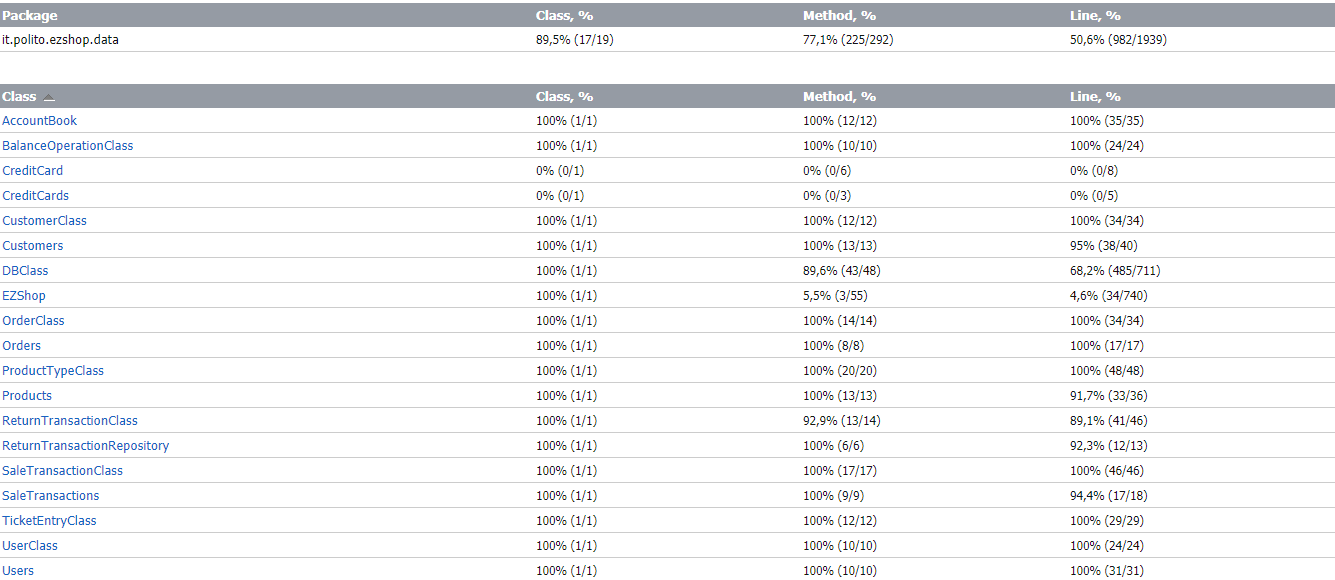 Package Class, % Method, % Line, %
it.polito.ezshop.data 89,5% (17/19) 77,1% (225/292) 50,6% (982/1939)
Class Class, % Method, % Line, %
AccountBook 100% (1/1) 100% (12/12) 100% (35/35)
BalanceOperationClass 100% (1/1) 100% (10/10) 100% (24/24)
CreditCard 0% (0/1) 0% (0/6) 0% (0/8)
CreditCards 0% (0/1) 0% (0/3) 0% (0/5)
CustomerClass 100% (1/1) 100% (12/12) 100% (34/34)
Customers 100% (1/1) 100% (13/13) 95% (38/40)
DBClass 100% (1/1) 89,6% (43/48) 68,2% (485/711)
EZShop 100% (1/1) 5,5% (3/55) 4,6% (34/740)
OrderClass 100% (1/1) 100% (14/14) 100% (34/34)
Orders 100% (1/1) 100% (8/8) 100% (17/17)
ProductTypeClass 100% (1/1) 100% (20/20) 100% (48/48)
Products 100% (1/1) 100% (13/13) 91,7% (33/36)
ReturnTransactionClass 100% (1/1) 92,9% (13/14) 89,1% (41/46)
ReturnTransactionRepository 100% (1/1) 100% (6/6) 92,3% (12/13)
SaleTransactionClass 100% (1/1) 100% (17/17) 100% (46/46)
SaleTransactions 100% (1/1) 100% (9/9) 94,4% (17/18)
TicketEntryClass 100% (1/1) 100% (12/12) 100% (29/29)
UserClass 100% (1/1) 100% (10/10) 100% (24/24)
Users 100% (1/1) 100% (10/10) 100% (31/31)